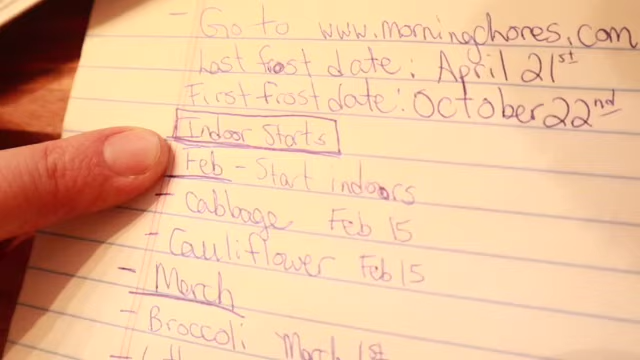 - Go to www.morningchores.com
Last frost date: April 21st
First frost date: October 22nd
Indoor Starts
Feb - Start indoors
- Cabbage Feb 15
- Cauliflower Feb 15
- March
- Broccoli March 1st